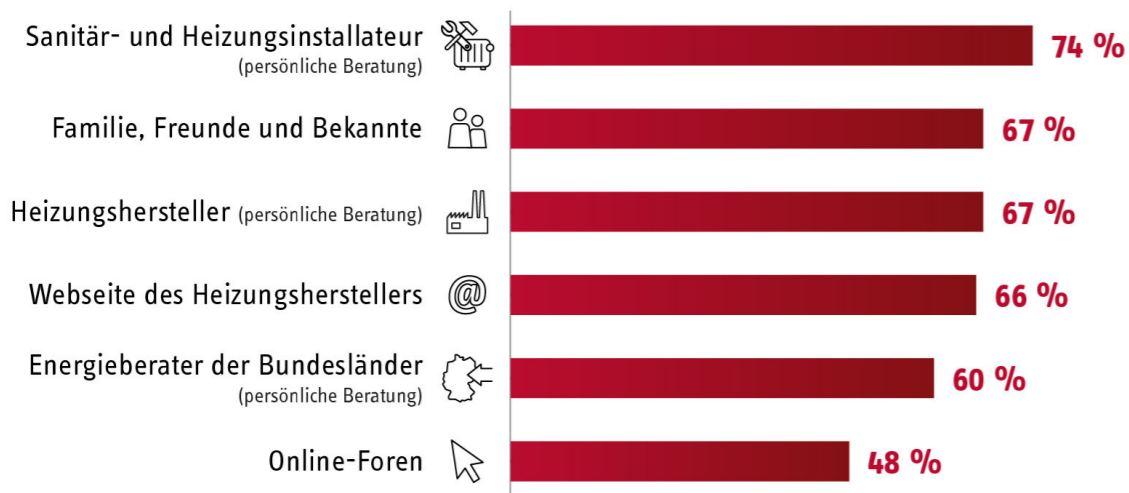 Sanitär- und Heizungsinstallateur
(persönliche Beratung)
74 %
Familie, Freunde und Bekannte
67 %
Heizungshersteller (persönliche Beratung)
67 %
Webseite des Heizungsherstellers
@
66 %
Energieberater der Bundesländer
(persönliche Beratung)
60 %
Online-Foren
48 %